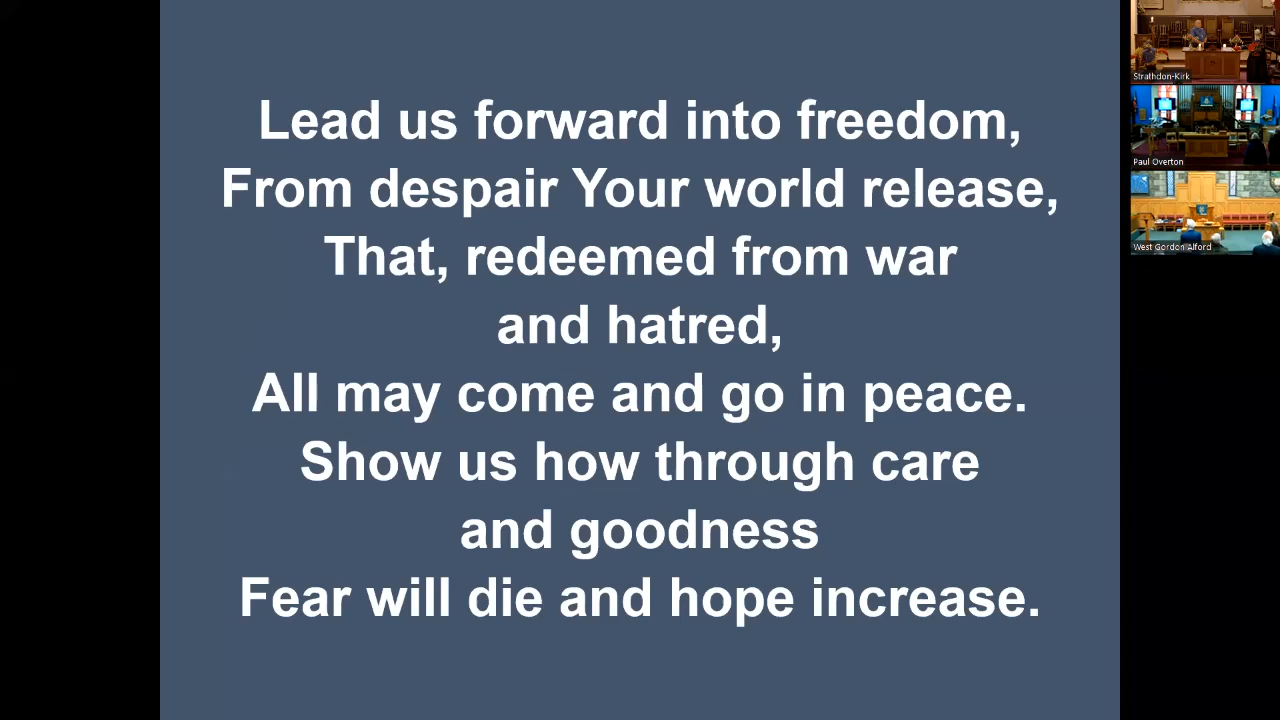 Lead us forward into freedom,
From despair Your world release,
That, redeemed from war
and hatred,
All may come and go in peace.
Show us how through care
and goodness
Fear will die and hope increase.
Strathdon-Kirk
Paul Overton
West Gordon Alford